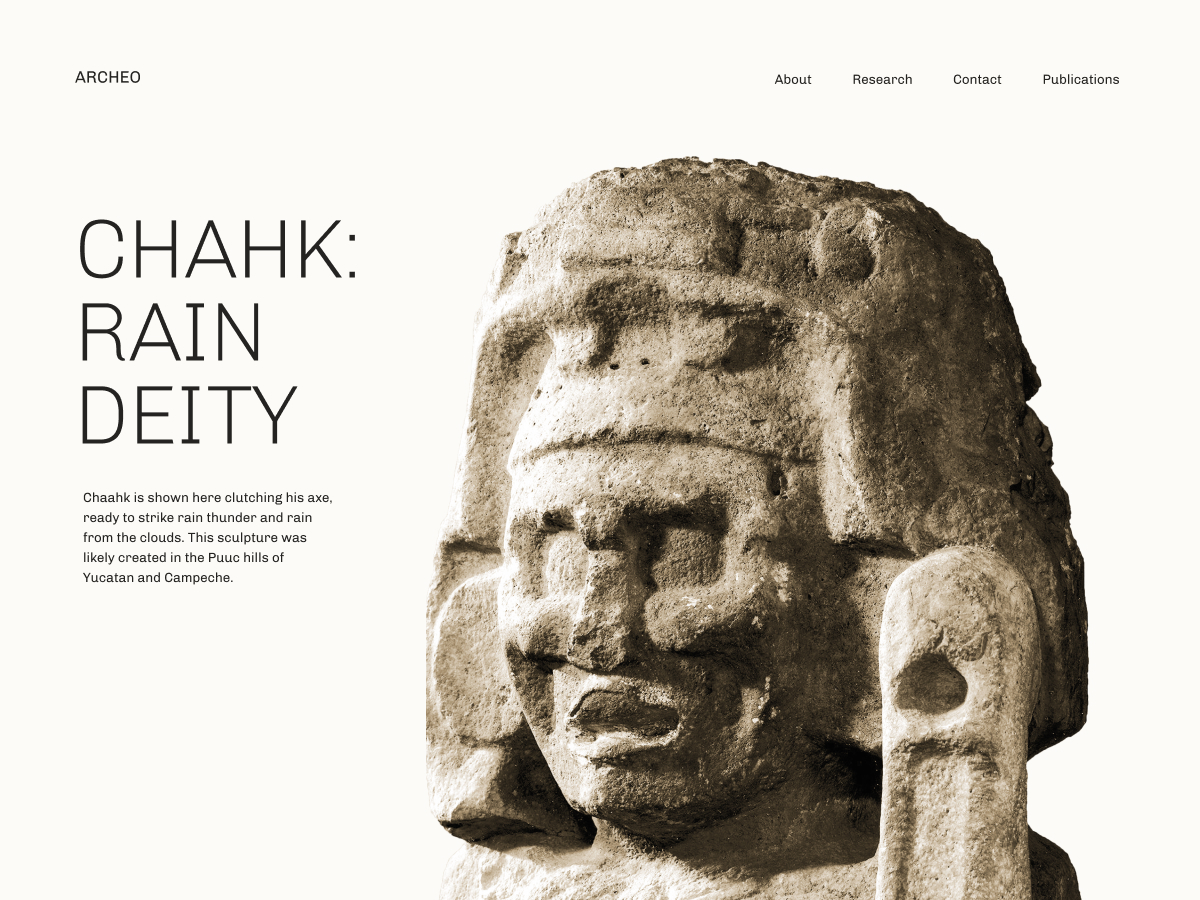 ARCHEO
About Research Contact Publications
CHAHK:
RAIN
DEITY
Chaahk is shown here clutching his axe,
ready to strike rain thunder and rain
from the clouds. This sculpture was
likely created in the Puuc hills of
Yucatan and Campeche.